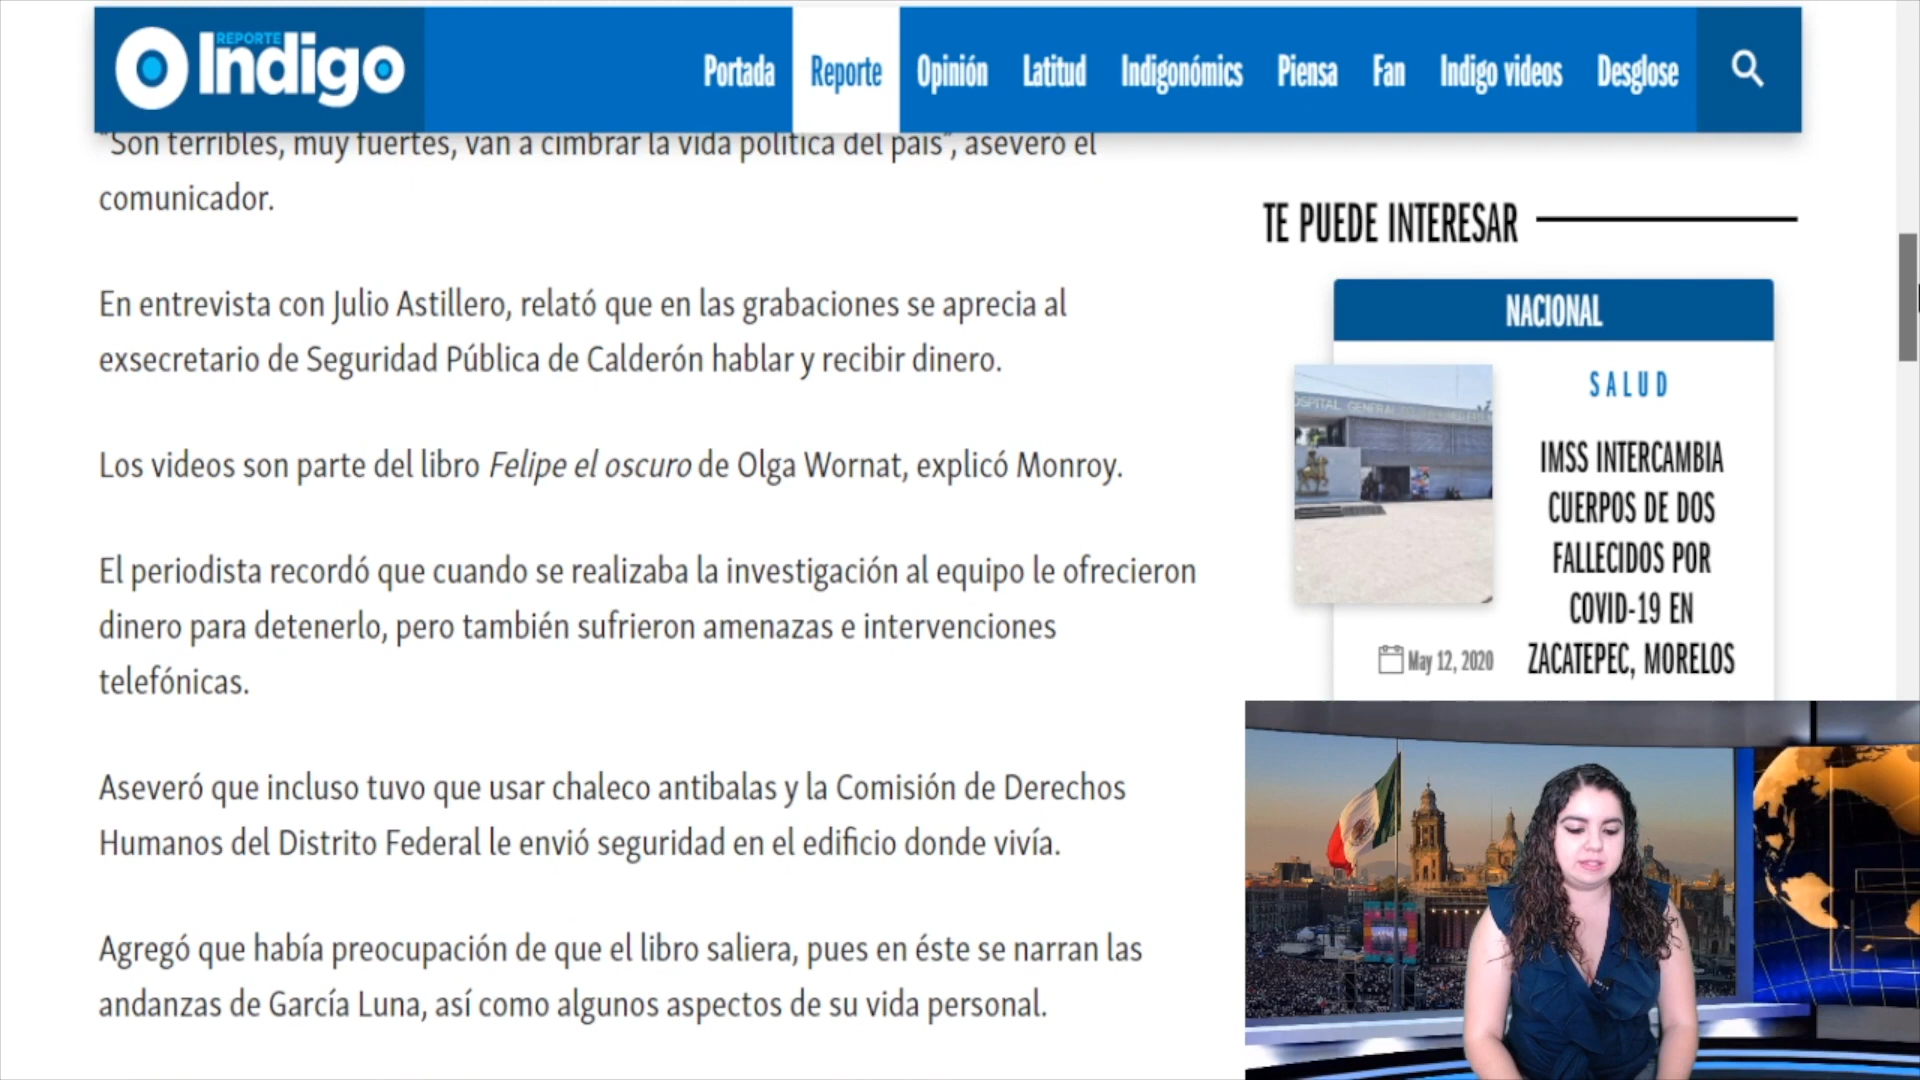 REPORTE
Indigo
Portada
Reporte
Opinión
Latitud
Indigonómics
Piensa
Fan
Indigo videos
Desglose
"Son terribles, muy fuertes, van a cimbrar la vida política del país", aseveró el
comunicador.
En entrevista con Julio Astillero, relató que en las grabaciones se aprecia al
exsecretario de Seguridad Pública de Calderón hablar y recibir dinero.
Los videos son parte del libro Felipe el oscuro de Olga Wornat, explicó Monroy.
El periodista recordó que cuando se realizaba la investigación al equipo le ofrecieron
dinero para detenerlo, pero también sufrieron amenazas e intervenciones
telefónicas.
Aseveró que incluso tuvo que usar chaleco antibalas y la Comisión de Derechos
Humanos del Distrito Federal le envió seguridad en el edificio donde vivía.
Agregó que había preocupación de que el libro saliera, pues en éste se narran las
andanzas de García Luna, así como algunos aspectos de su vida personal.
TE PUEDE INTERESAR
NACIONAL
SALUD
IMSS INTERCAMBIA
CUERPOS DE DOS
FALLECIDOS POR
COVID-19 EN
ZACATEPEC, MORELOS
May 12, 2020